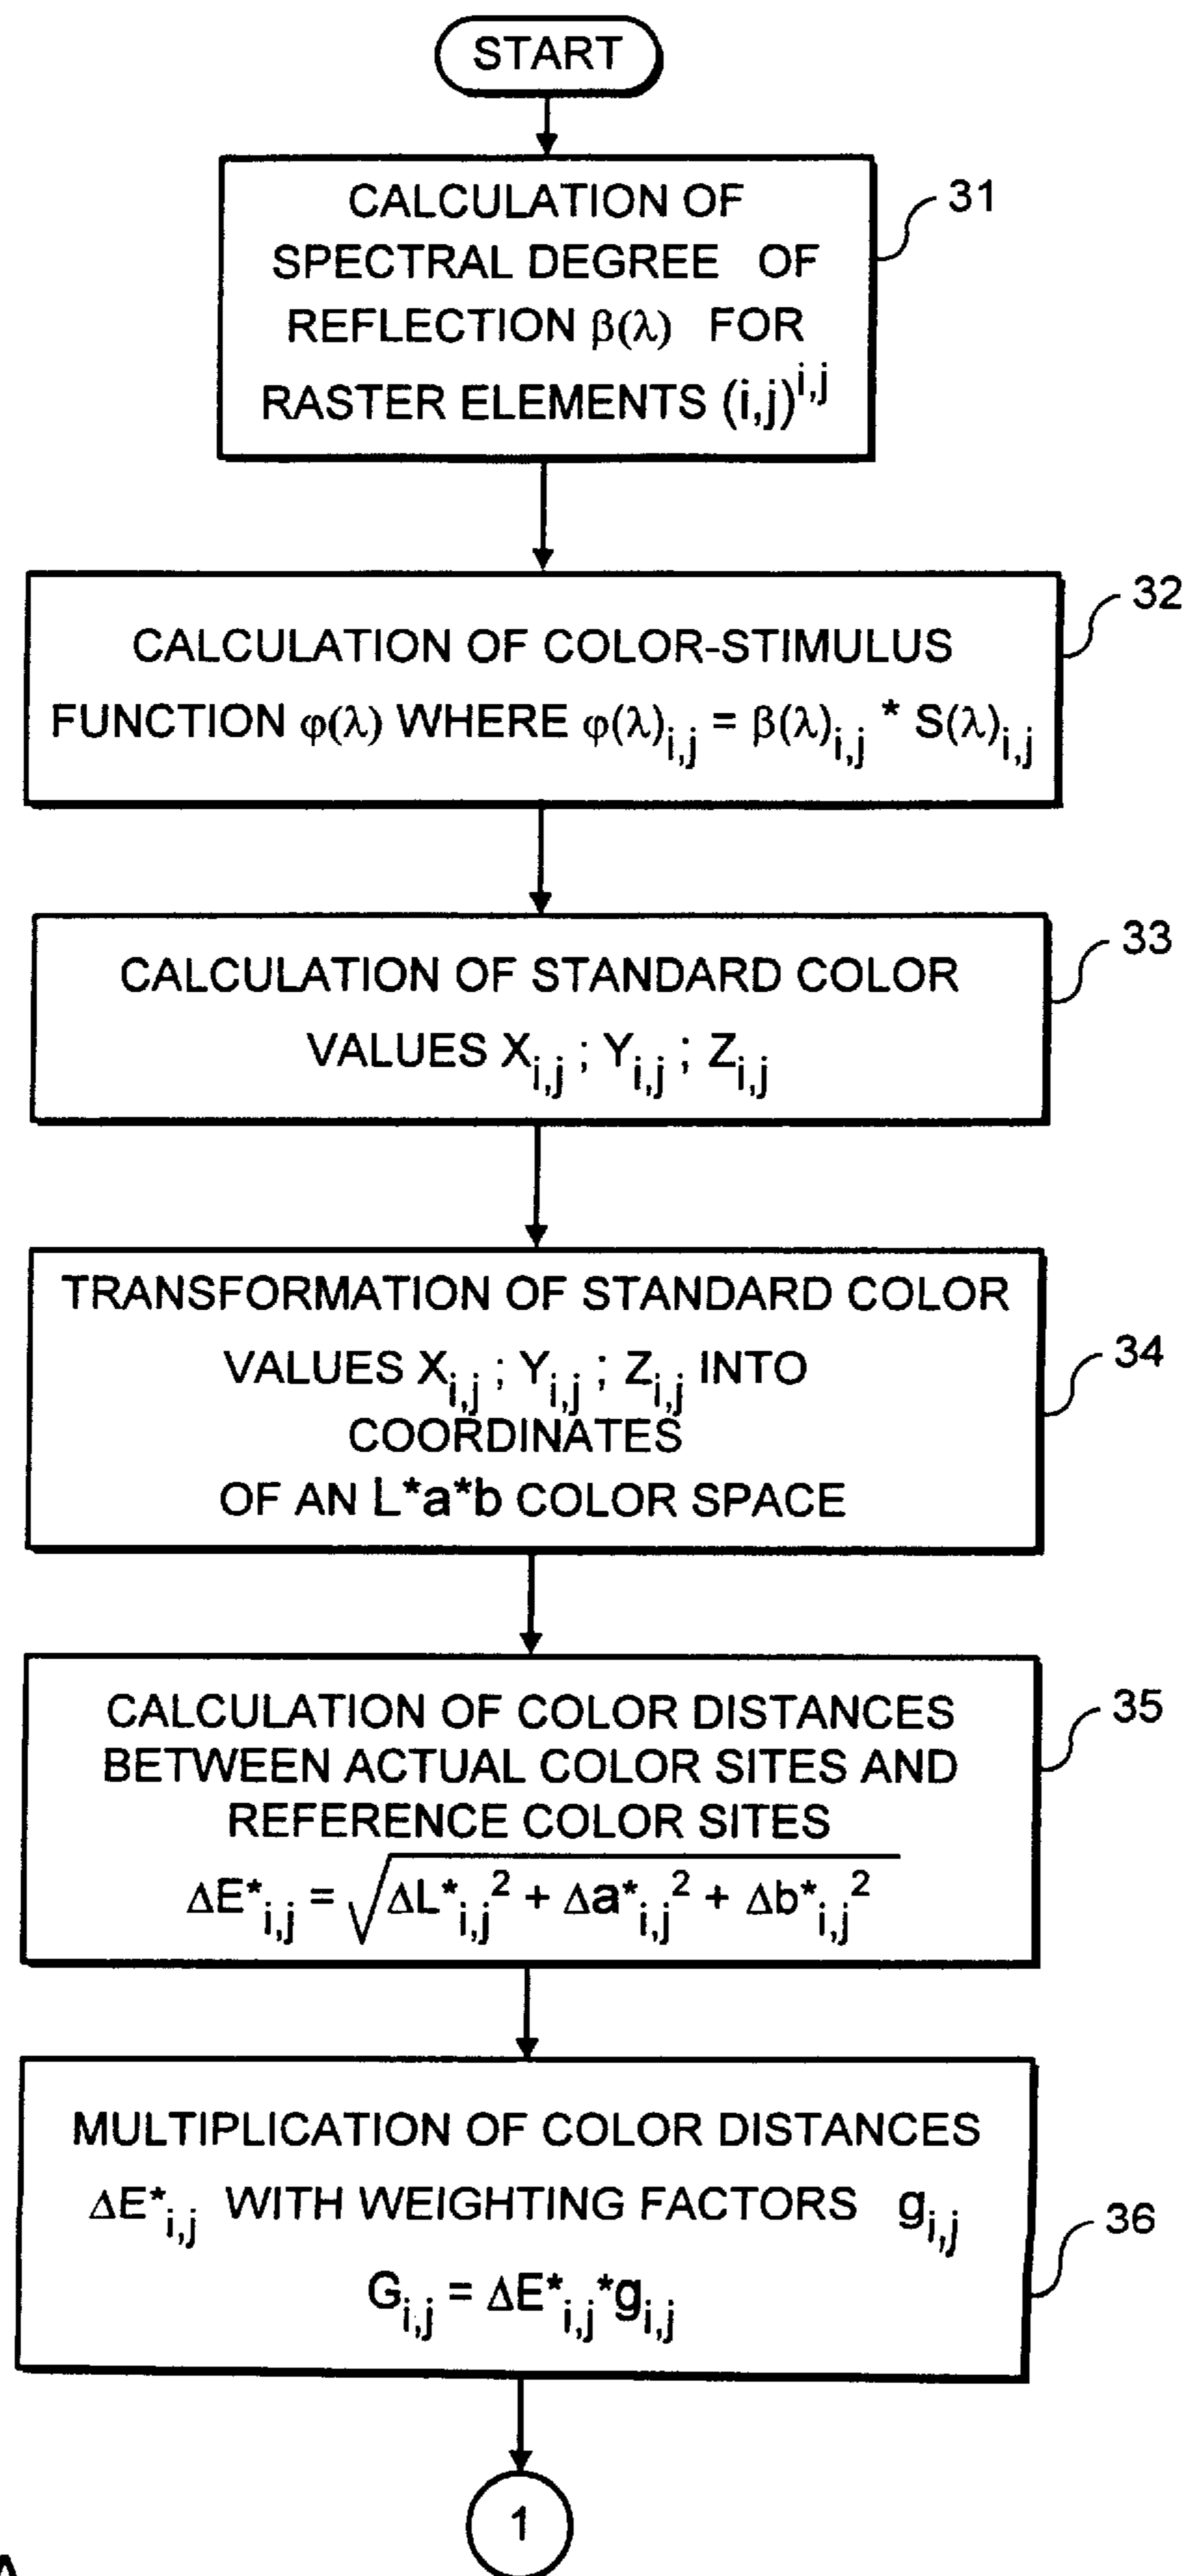 START
CALCULATION OF
SPECTRAL DEGREE OF
REFLECTION β(λ) FOR
RASTER ELEMENTS (i,j)^i,j
31
CALCULATION OF COLOR-STIMULUS
FUNCTION φ(λ) WHERE φ(λ)i,j = β(λ)i,j * S(λ)i,j
32
CALCULATION OF STANDARD COLOR
VALUES Xi,j ; Yi,j ; Zi,j
33
TRANSFORMATION OF STANDARD COLOR
VALUES Xi,j ; Yi,j ; Zi,j INTO
COORDINATES
OF AN L*a*b COLOR SPACE
34
CALCULATION OF COLOR DISTANCES
BETWEEN ACTUAL COLOR SITES AND
REFERENCE COLOR SITES
ΔE*i,j = √ΔL*i,j² + Δa*i,j² + Δb*i,j²
35
MULTIPLICATION OF COLOR DISTANCES
ΔE*i,j WITH WEIGHTING FACTORS gi,j
Gi,j = ΔE*i,j*gi,j
36
1